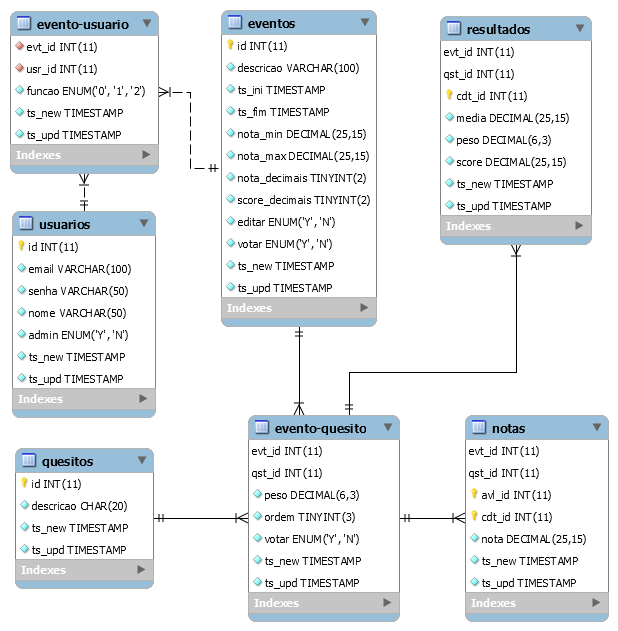 evento-usuario
evt_id INT(11)
usr_id INT(11)
funcao ENUM('0', '1', '2')
ts_new TIMESTAMP
ts_upd TIMESTAMP
Indexes
eventos
id INT(11)
descricao VARCHAR(100)
ts_ini TIMESTAMP
ts_fim TIMESTAMP
nota_min DECIMAL(25,15)
nota_max DECIMAL(25,15)
nota_decimais TINYINT(2)
score_decimais TINYINT(2)
editar ENUM('Y', 'N')
votar ENUM('Y', 'N')
ts_new TIMESTAMP
ts_upd TIMESTAMP
Indexes
resultados
evt_id INT(11)
qst_id INT(11)
cdt_id INT(11)
media DECIMAL(25,15)
peso DECIMAL(6,3)
score DECIMAL(25,15)
ts_new TIMESTAMP
ts_upd TIMESTAMP
Indexes
usuarios
id INT(11)
email VARCHAR(100)
senha VARCHAR(50)
nome VARCHAR(50)
admin ENUM('Y', 'N')
ts_new TIMESTAMP
ts_upd TIMESTAMP
Indexes
quesitos
id INT(11)
descricao CHAR(20)
ts_new TIMESTAMP
ts_upd TIMESTAMP
Indexes
evento-quesito
evt_id INT(11)
qst_id INT(11)
peso DECIMAL(6,3)
ordem TINYINT(3)
votar ENUM('Y', 'N')
ts_new TIMESTAMP
ts_upd TIMESTAMP
Indexes
notas
evt_id INT(11)
qst_id INT(11)
avl_id INT(11)
cdt_id INT(11)
nota DECIMAL(25,15)
ts_new TIMESTAMP
ts_upd TIMESTAMP
Indexes